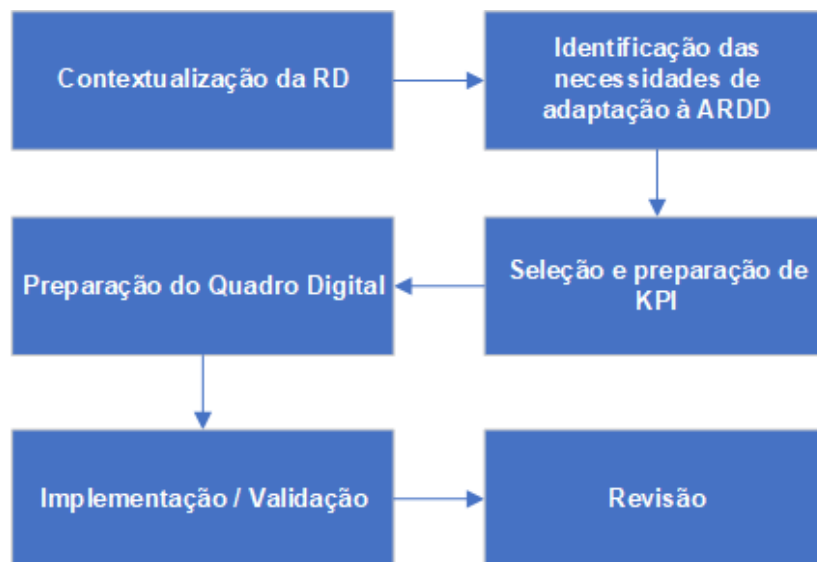 Contextualização da RD
Identificação das
necessidades de
adaptação à ARDD
Seleção e preparação de
KPI
Preparação do Quadro Digital
Implementação / Validação
Revisão